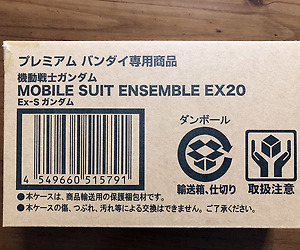 プレミアム バンダイ専用商品
機動戦士ガンダム
MOBILE SUIT ENSEMBLE EX20
Ex-S ガンダム
ダンボール
4 549660 515791
輸送箱、仕切り
取扱注意
●本ケースは、商品輸送用の保護梱包材です。
●本ケースの傷、つぶれ、汚れ等による交換はできません。ご了承ください。